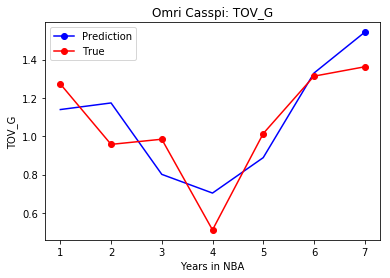 Omri Casspi: TOV_G
Prediction
True
TOV_G
1.4
1.2
1.0
0.8
0.6
1 2 3 4 5 6 7
Years in NBA